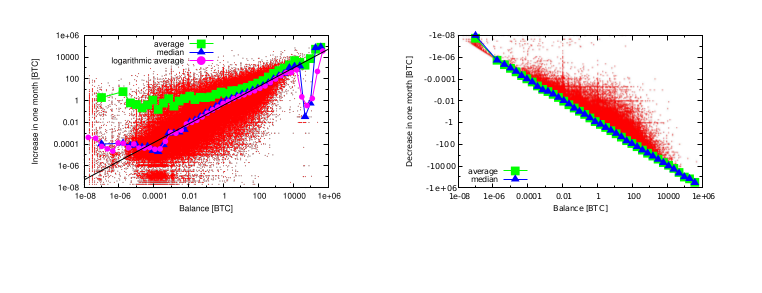 1e+06
10000
100
1
0.01
0.0001
1e-06
1e-08
Increase in one month [BTC]
average
median
logarithmic average
1e-08 1e-06 0.0001 0.01 1 100 10000 1e+06
Balance [BTC]
-1e-08
-1e-06
-0.0001
-0.01
-1
-100
-10000
-1e+06
Decrease in one month [BTC]
average
median
1e-08 1e-06 0.0001 0.01 1 100 10000 1e+06
Balance [BTC]